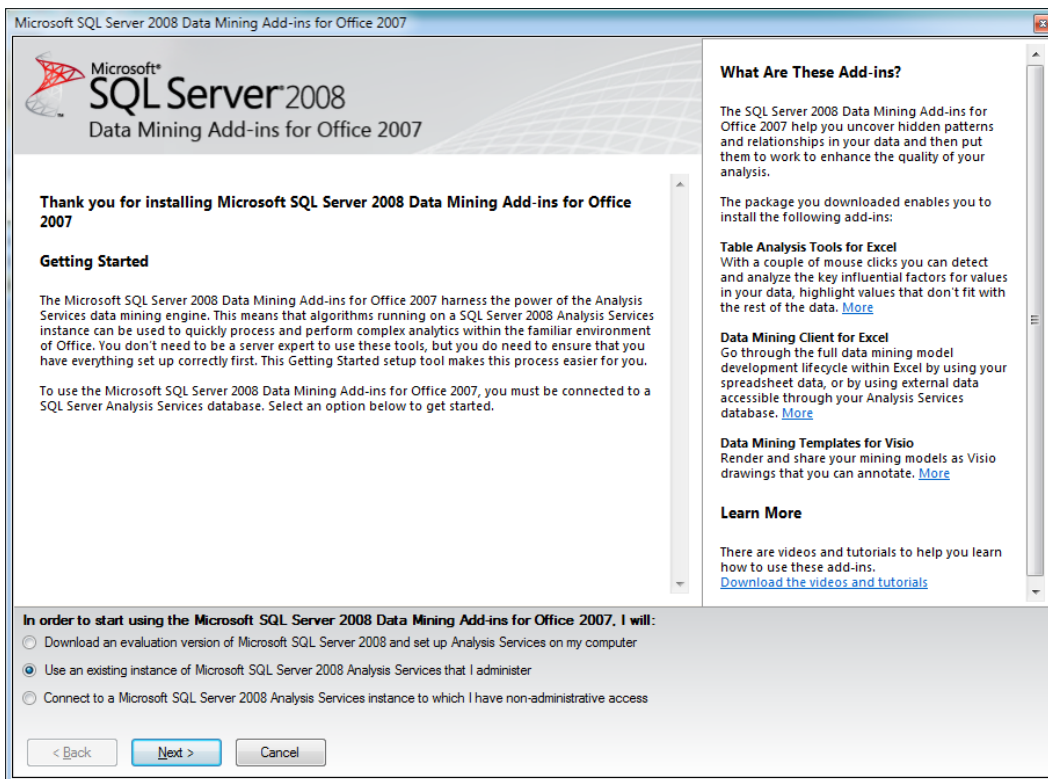 Microsoft SQL Server 2008 Data Mining Add-ins for Office 2007
Microsoft®
SQL Server® 2008
Data Mining Add-ins for Office 2007
Thank you for installing Microsoft SQL Server 2008 Data Mining Add-ins for Office
2007
Getting Started
The Microsoft SQL Server 2008 Data Mining Add-ins for Office 2007 harness the power of the Analysis
Services data mining engine. This means that algorithms running on a SQL Server 2008 Analysis Services
instance can be used to quickly process and perform complex analytics within the familiar environment
of Office. You don't need to be a server expert to use these tools, but you do need to ensure that you
have everything set up correctly first. This Getting Started setup tool makes this process easier for you.
To use the Microsoft SQL Server 2008 Data Mining Add-ins for Office 2007, you must be connected to a
SQL Server Analysis Services database. Select an option below to get started.
What Are These Add-ins?
The SQL Server 2008 Data Mining Add-ins for
Office 2007 help you uncover hidden patterns
and relationships in your data and then put
them to work to enhance the quality of your
analysis.
The package you downloaded enables you to
install the following add-ins:
Table Analysis Tools for Excel
With a couple of mouse clicks you can detect
and analyze the key influential factors for values
in your data, highlight values that don't fit with
the rest of the data. More
Data Mining Client for Excel
Go through the full data mining model
development lifecycle within Excel by using your
spreadsheet data, or by using external data
accessible through your Analysis Services
database. More
Data Mining Templates for Visio
Render and share your mining models as Visio
drawings that you can annotate. More
Learn More
There are videos and tutorials to help you learn
how to use these add-ins.
Download the videos and tutorials
In order to start using the Microsoft SQL Server 2008 Data Mining Add-ins for Office 2007, I will:
Download an evaluation version of Microsoft SQL Server 2008 and set up Analysis Services on my computer
Use an existing instance of Microsoft SQL Server 2008 Analysis Services that I administer
Connect to a Microsoft SQL Server 2008 Analysis Services instance to which I have non-administrative access
< Back
Next >
Cancel